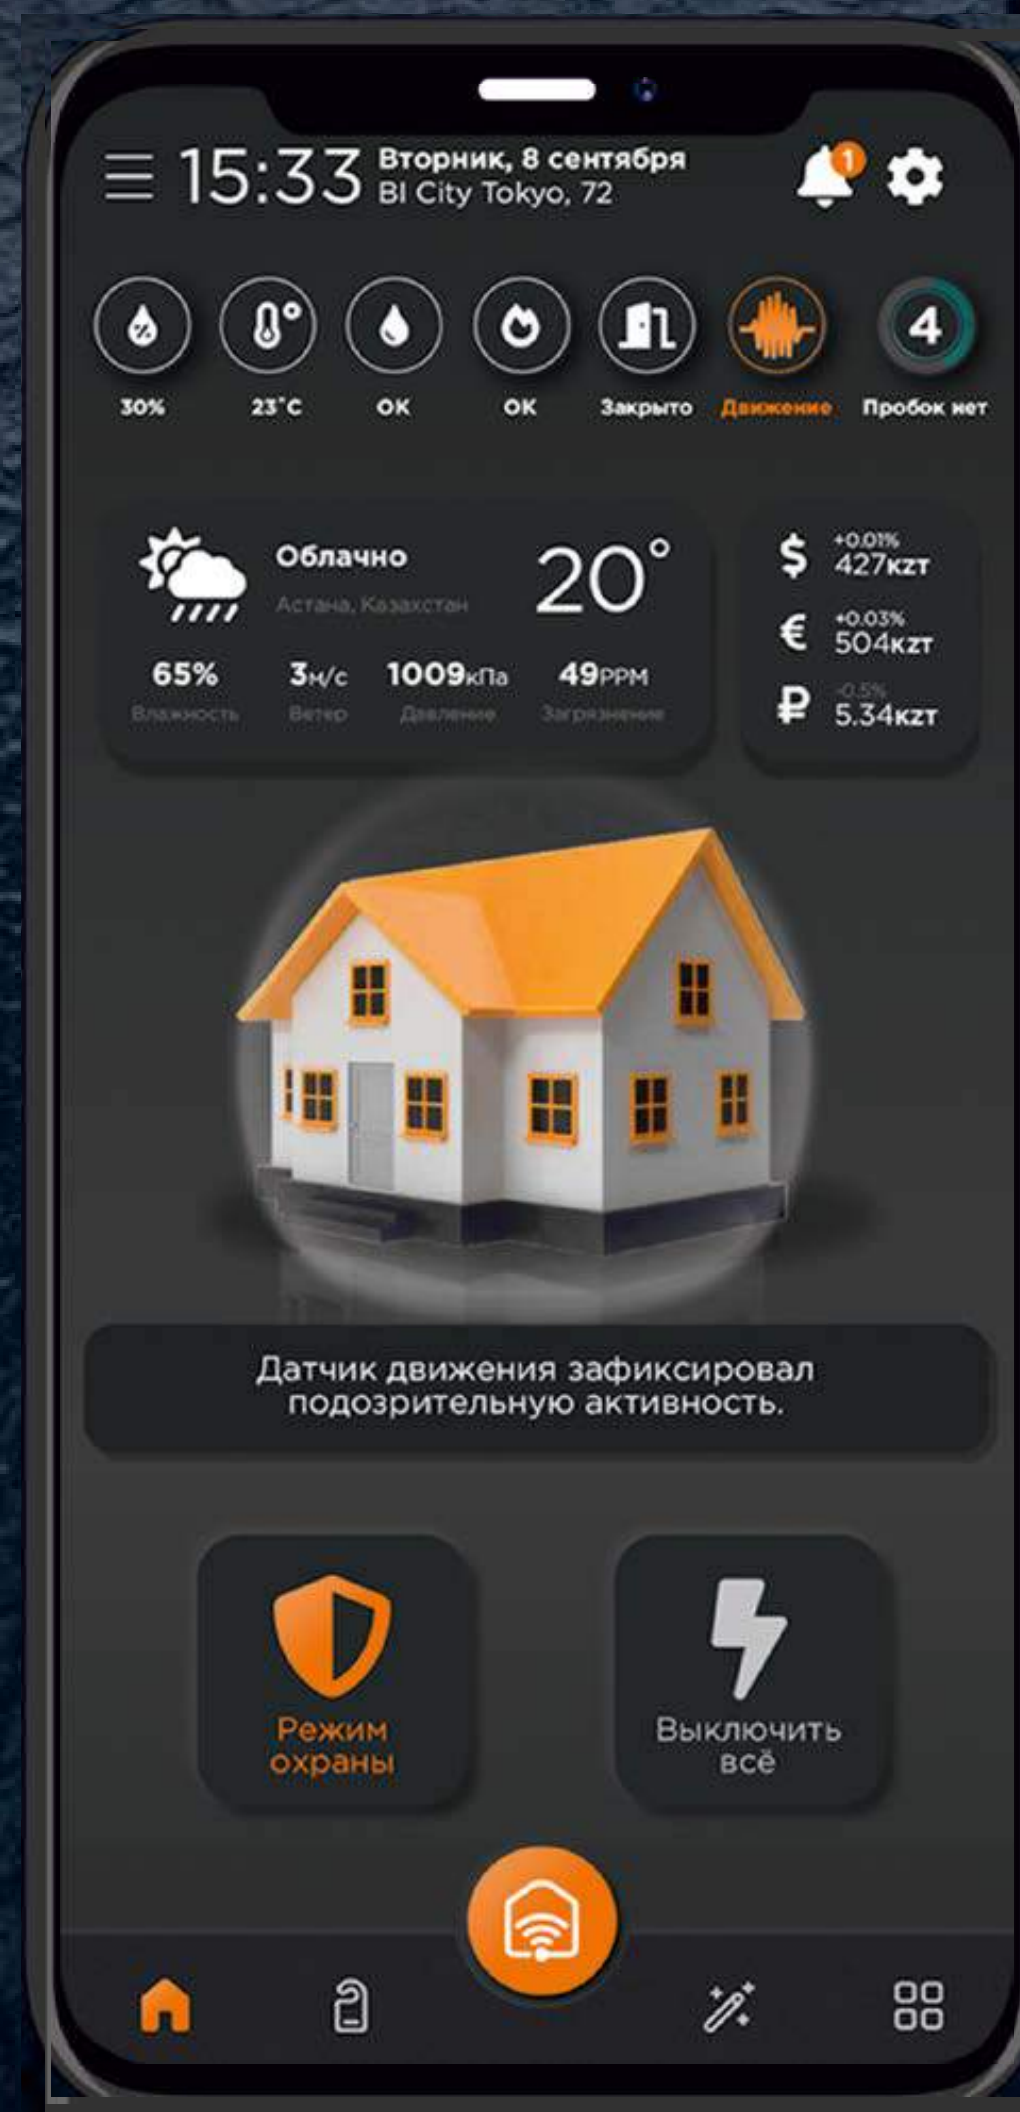 15:33
Вторник, 8 сентября
BI City Tokyo, 72
1
30%
23°C
ОК
ОК
Закрыто
Движение
4
Пробок нет
Облачно
Астана, Казахстан
20°
65%
Влажность
3м/с
Ветер
1009кПа
Давление
49PPM
Загрязнение
$ +0.01%
427KZT
€ +0.03%
504KZT
₽ -0.5%
5.34KZT
Датчик движения зафиксировал
подозрительную активность.
Режим
охраны
Выключить
всё